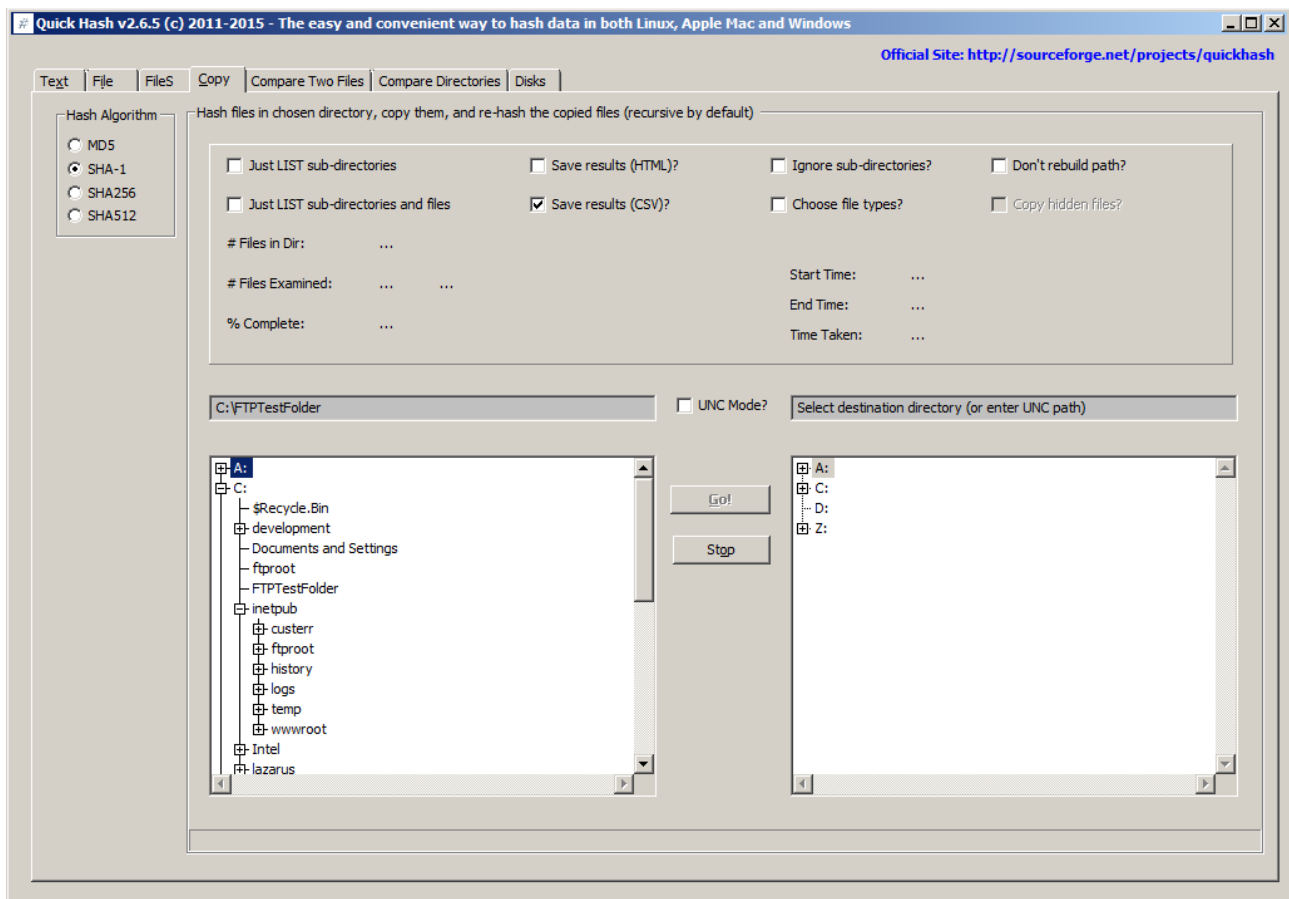 # Quick Hash v2.6.5 (c) 2011-2015 - The easy and convenient way to hash data in both Linux, Apple Mac and Windows
Official Site: http://sourceforge.net/projects/quickhash
Text File FileS Copy Compare Two Files Compare Directories Disks
Hash Algorithm
MD5
SHA-1
SHA256
SHA512
Hash files in chosen directory, copy them, and re-hash the copied files (recursive by default)
Just LIST sub-directories Save results (HTML)? Ignore sub-directories? Don't rebuild path?
Just LIST sub-directories and files Save results (CSV)? Choose file types? Copy hidden files?
# Files in Dir: ...
# Files Examined: ... ...
% Complete: ...
Start Time: ...
End Time: ...
Time Taken: ...
C:\FTPTestFolder UNC Mode? Select destination directory (or enter UNC path)
A:
C:
$Recycle.Bin
development
Documents and Settings
ftproot
FTPTestFolder
inetpub
custerr
ftproot
history
logs
temp
wwwroot
Intel
lazarus
Go!
Stop
A:
C:
D:
Z: